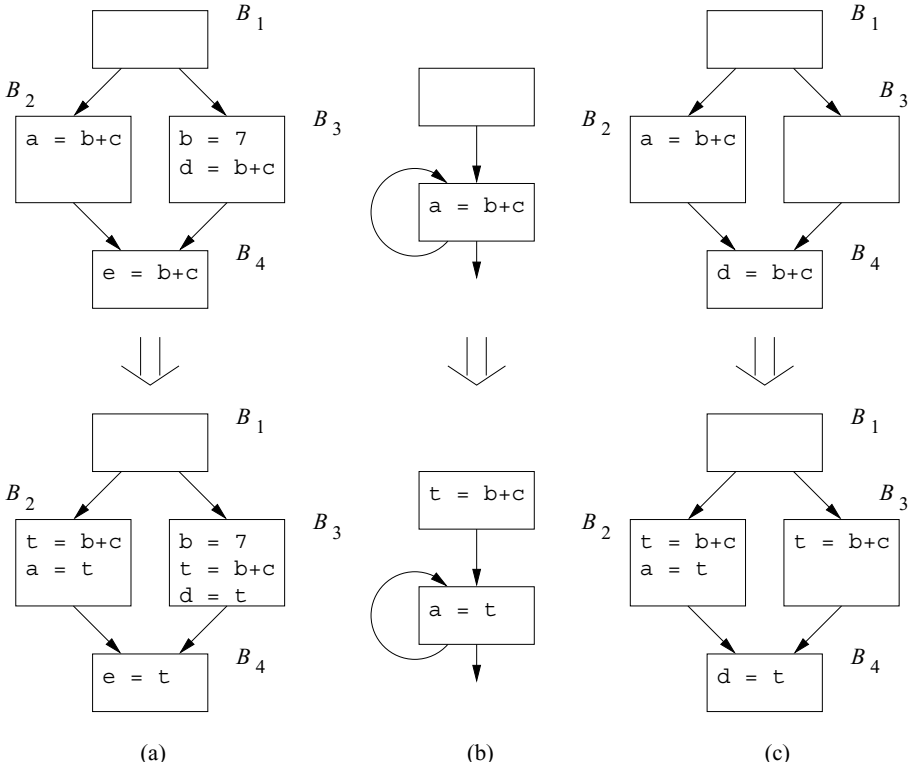 B1
B2
a = b+c
b = 7
d = b+c
B3
e = b+c
B4
a = b+c
B1
B2
a = b+c
B3
d = b+c
B4
B1
B2
t = b+c
a = t
b = 7
t = b+c
d = t
B3
e = t
B4
t = b+c
a = t
B1
B2
t = b+c
a = t
B3
t = b+c
d = t
B4
(a)
(b)
(c)